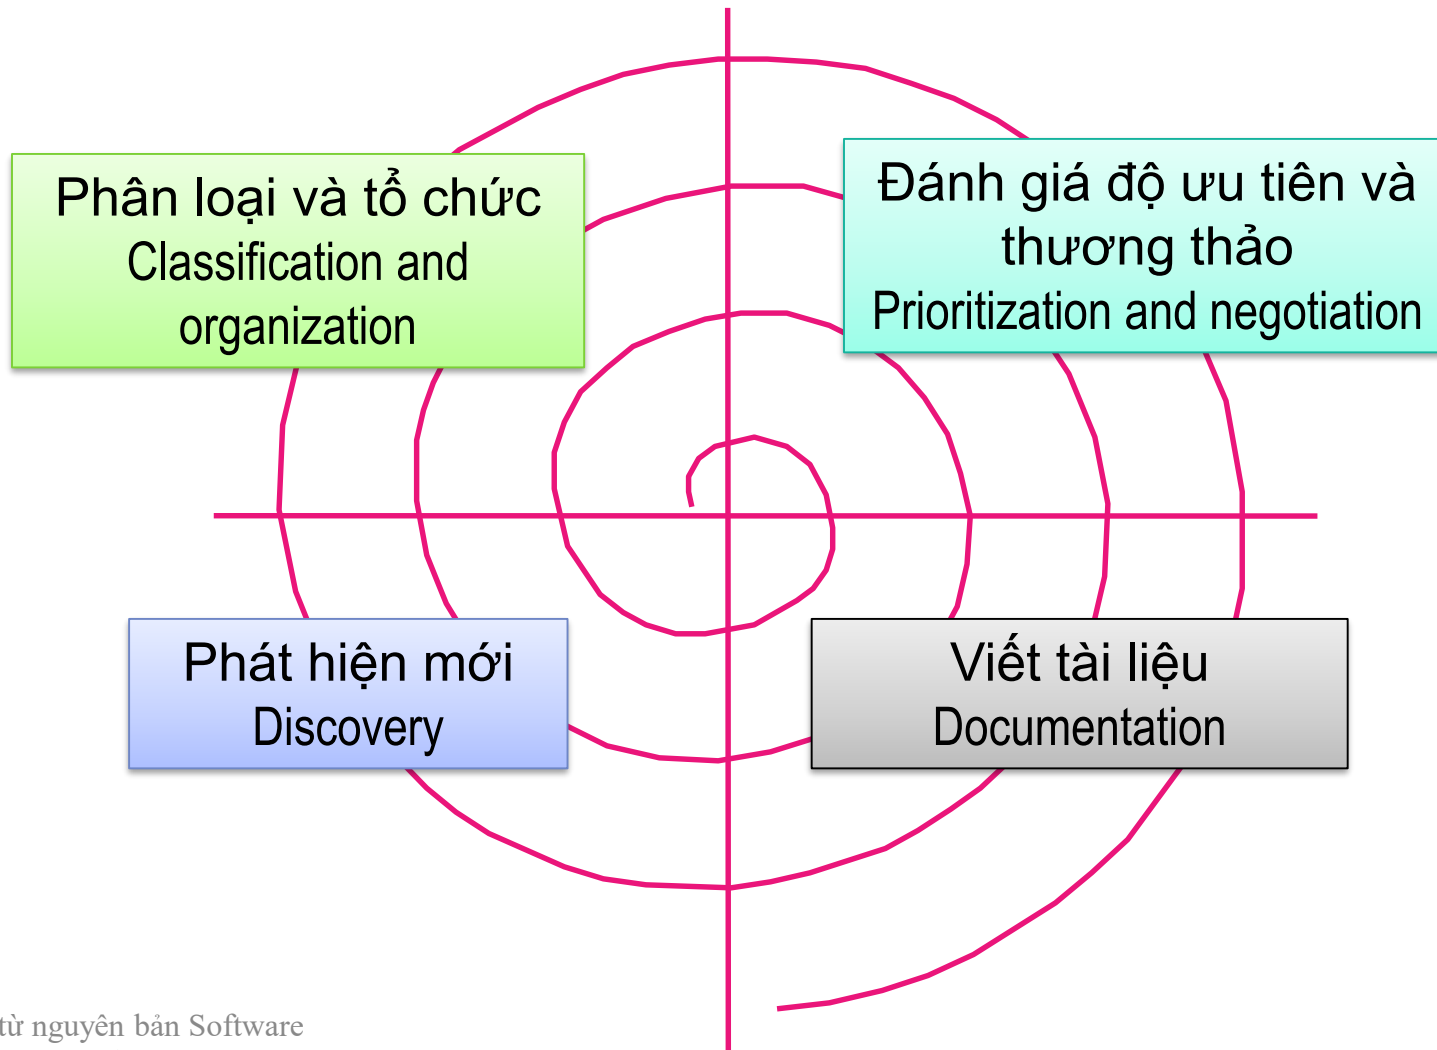 Phân loại và tổ chức
Classification and
organization
Đánh giá độ ưu tiên và
thương thảo
Prioritization and negotiation
Phát hiện mới
Discovery
Viết tài liệu
Documentation
từ nguyên bản Software